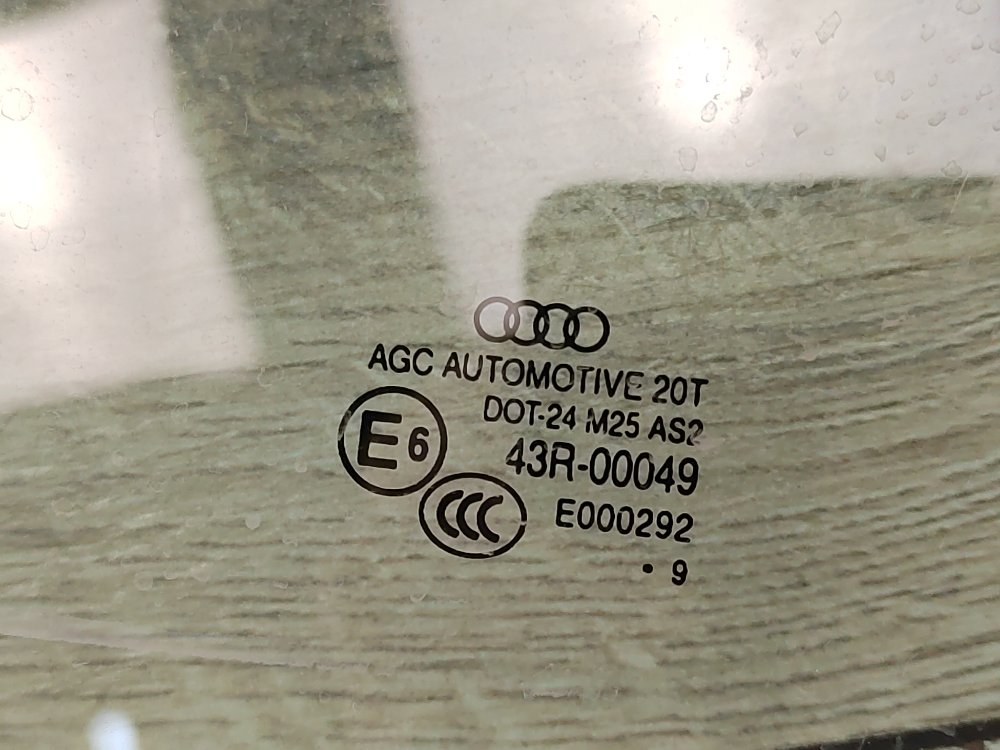 AGC AUTOMOTIVE 20T
DOT-24 M25 AS2
E6
43R-00049
CCC
E000292
• 9